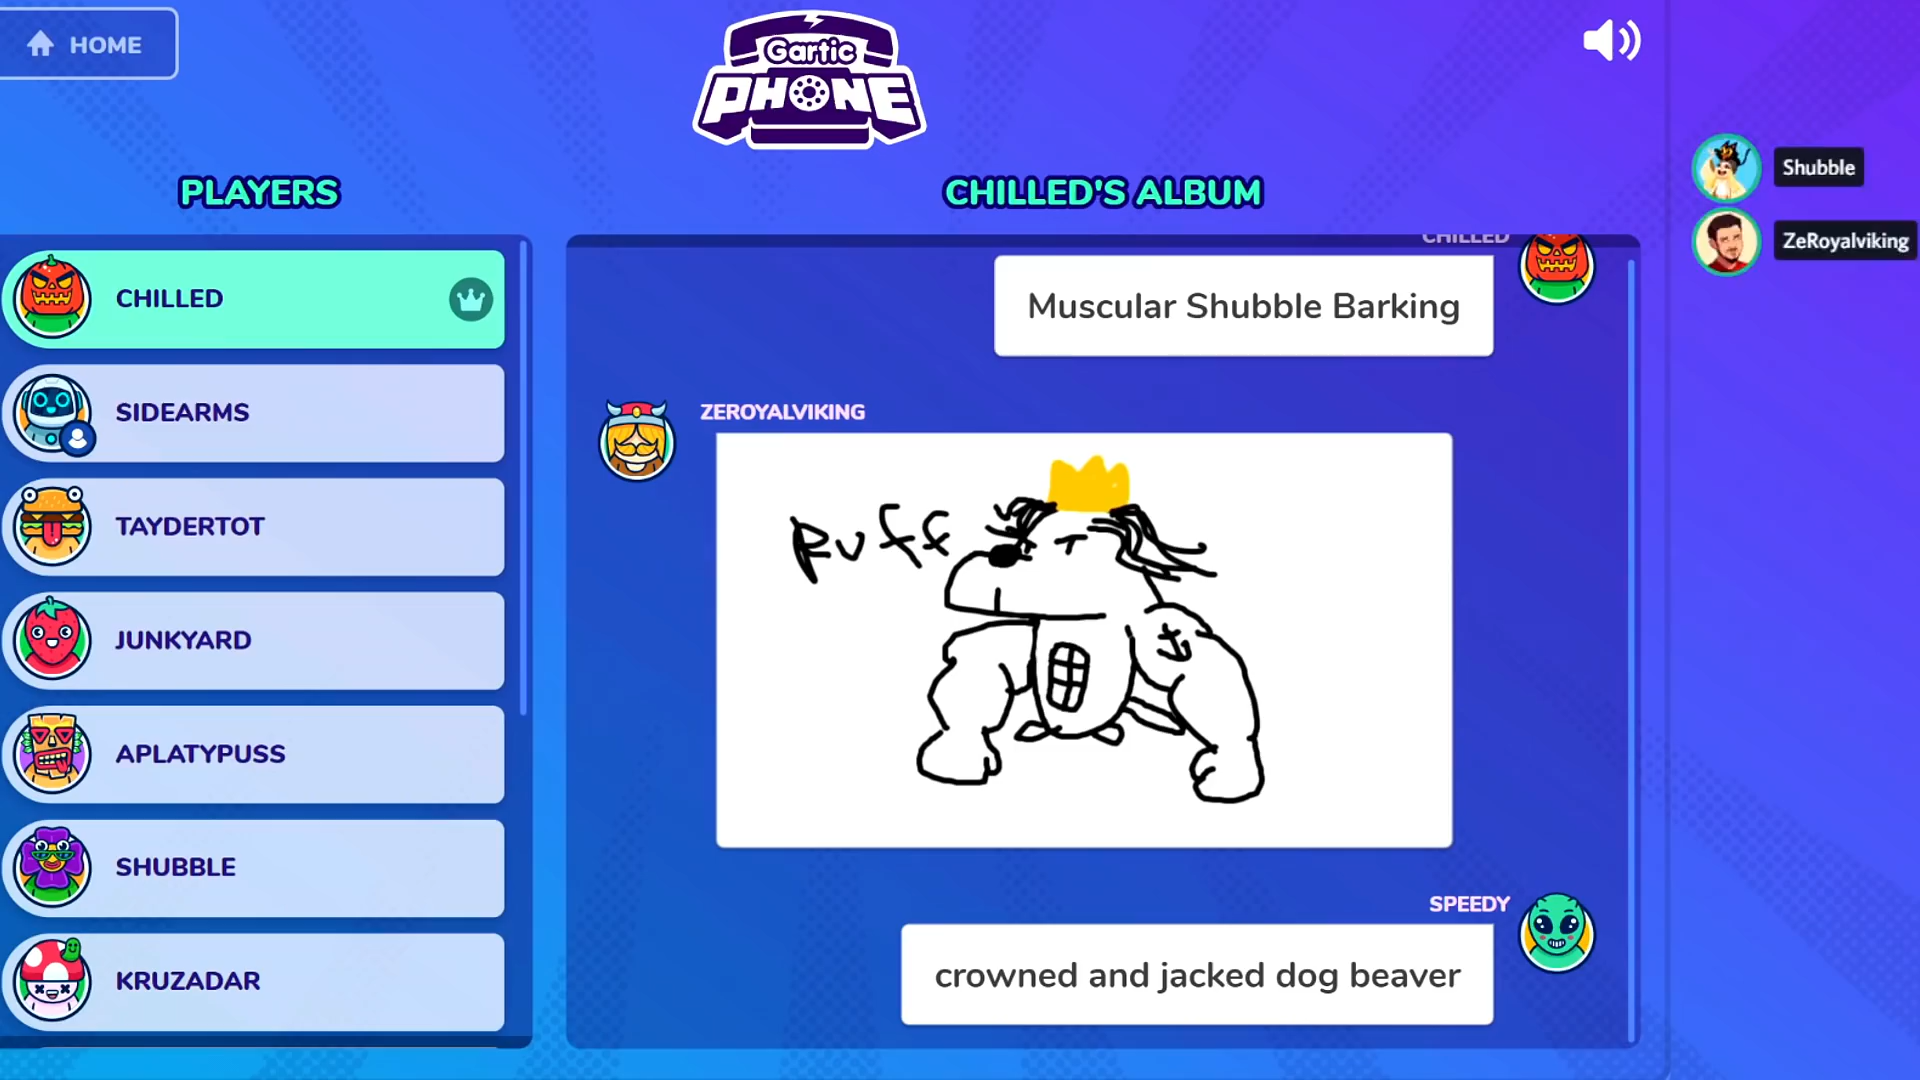 HOME
Gartic
PHONE
PLAYERS
CHILLED
SIDEARMS
TAYDERTOT
JUNKYARD
APLATYPUSS
SHUBBLE
KRUZADAR
CHILLED'S ALBUM
CHILLED
Muscular Shubble Barking
ZEROYALVIKING
Ruff
SPEEDY
crowned and jacked dog beaver
Shubble
ZeRoyalviking